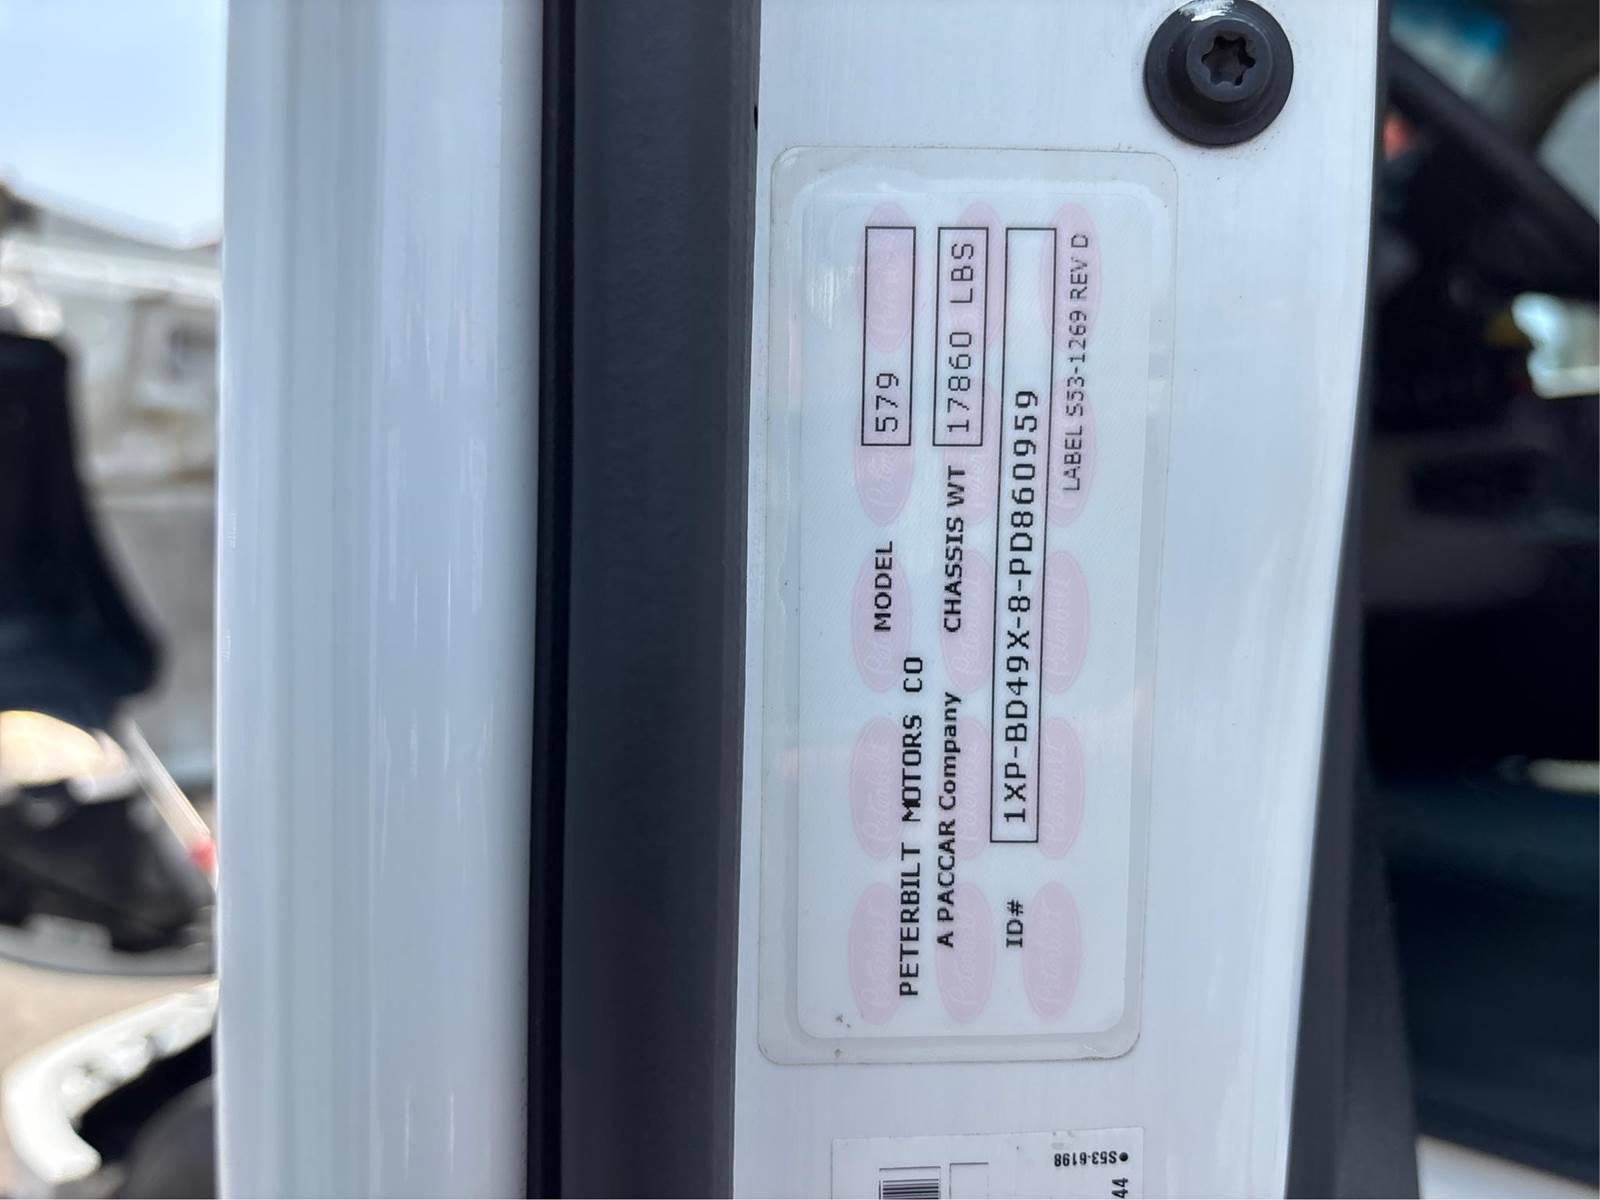 MODEL 579
PETERBILT MOTORS CO
A PACCAR Company CHASSIS WT 17860 LBS
ID# 1XP-BD49X-8-PD860959
LABEL S53-1269 REV D
S53-6198
44